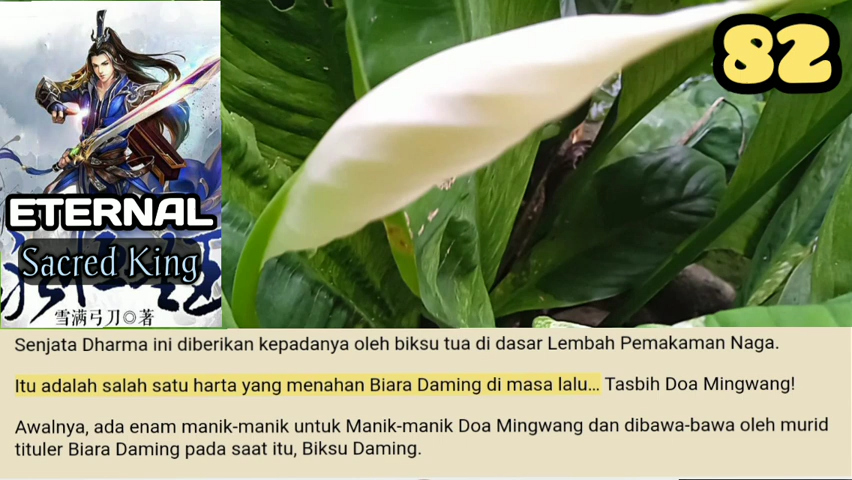 82
ETERNAL
Sacred King
雪满弓刀◎著
Senjata Dharma ini diberikan kepadanya oleh biksu tua di dasar Lembah Pemakaman Naga.
Itu adalah salah satu harta yang menahan Biara Daming di masa lalu... Tasbih Doa Mingwang!
Awalnya, ada enam manik-manik untuk Manik-manik Doa Mingwang dan dibawa-bawa oleh murid
tituler Biara Daming pada saat itu, Biksu Daming.